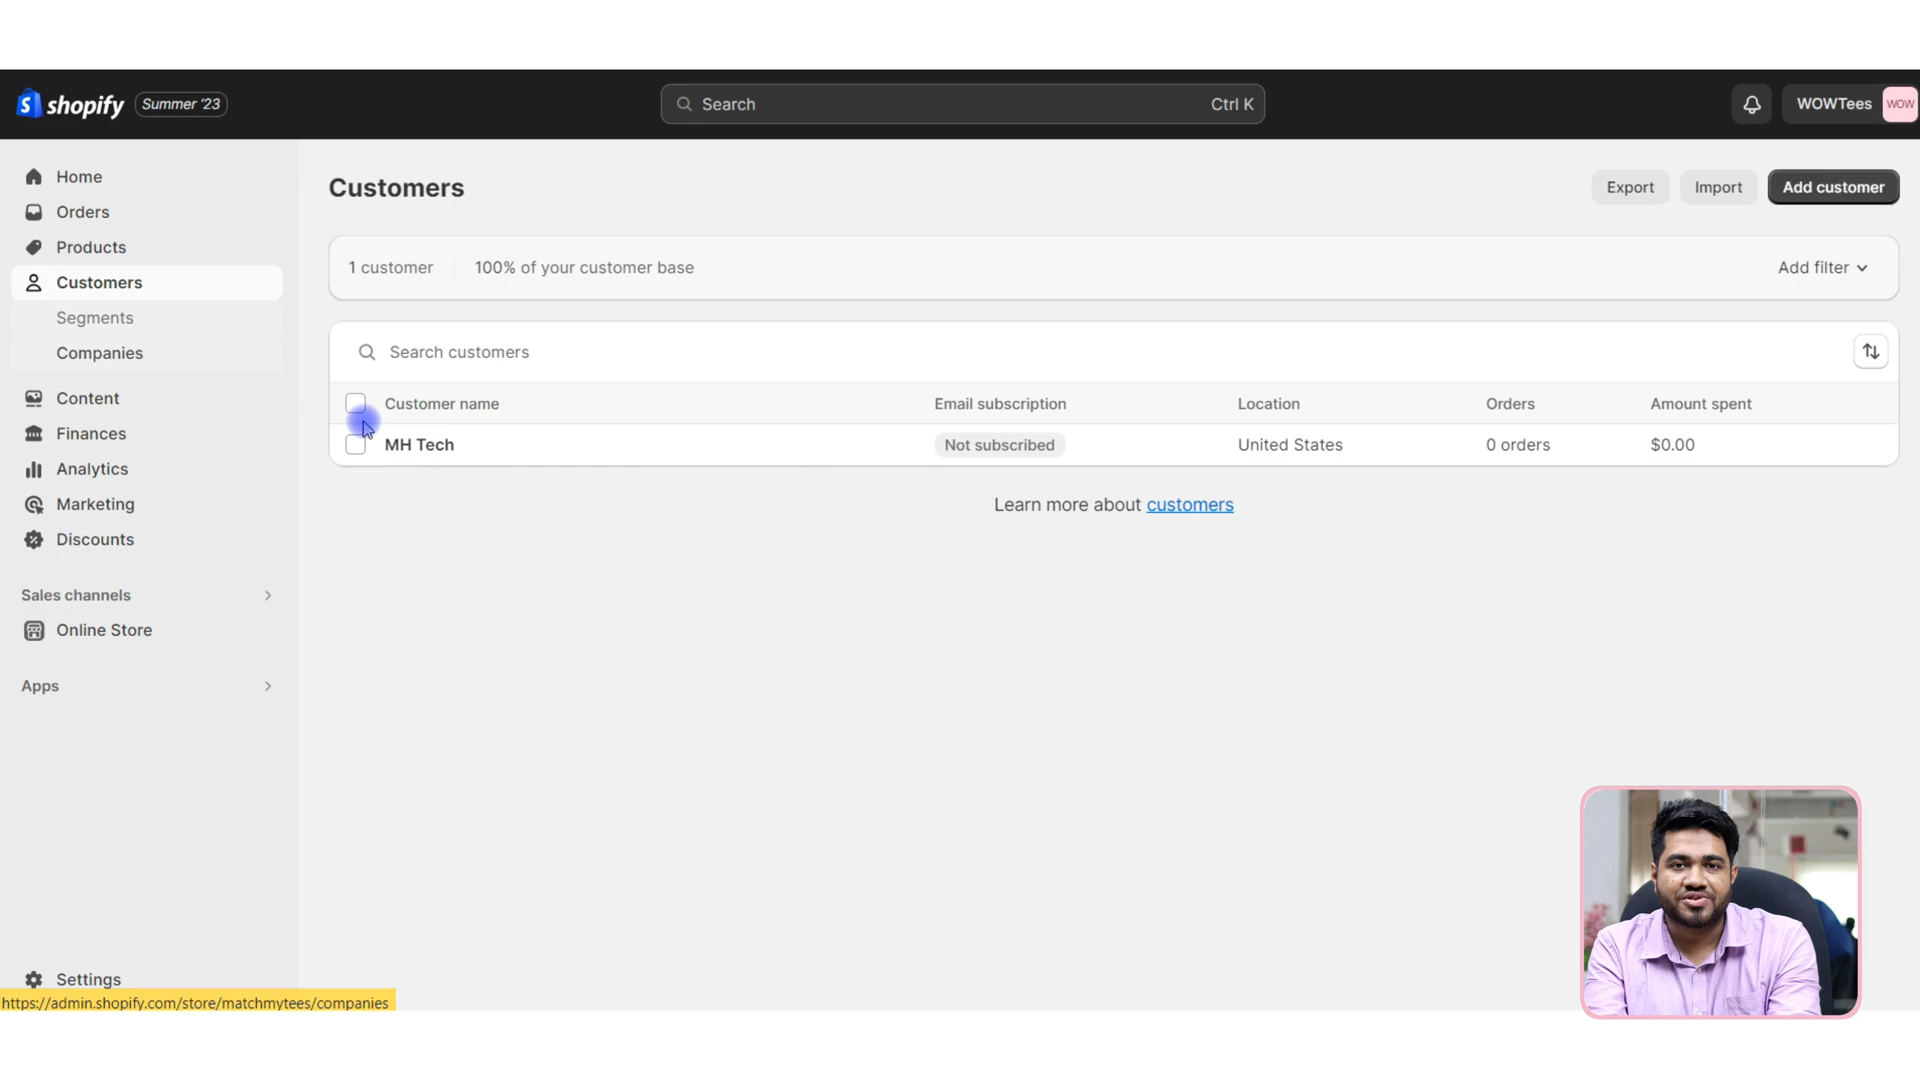 shopify Summer '23
Search Ctrl K
WOWTees WOW
Home
Orders
Products
Customers
Segments
Companies
Content
Finances
Analytics
Marketing
Discounts
Sales channels
Online Store
Apps
Settings
https://admin.shopify.com/store/matchmytees/companies
Customers
Export Import Add customer
1 customer 100% of your customer base Add filter
Search customers
Customer name Email subscription Location Orders Amount spent
MH Tech Not subscribed United States 0 orders $0.00
Learn more about customers